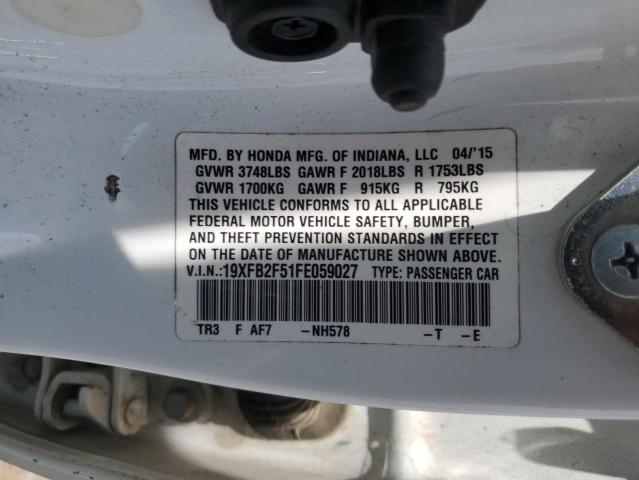 MFD. BY HONDA MFG. OF INDIANA, LLC 04/'15
GVWR 3748LBS GAWR F 2018LBS R 1753LBS
GVWR 1700KG GAWR F 915KG R 795KG
THIS VEHICLE CONFORMS TO ALL APPLICABLE
FEDERAL MOTOR VEHICLE SAFETY, BUMPER,
AND THEFT PREVENTION STANDARDS IN EFFECT
ON THE DATE OF MANUFACTURE SHOWN ABOVE.
V.I.N.:19XFB2F51FE059027 TYPE: PASSENGER CAR
TR3 F AF7 -NH578 -T -E